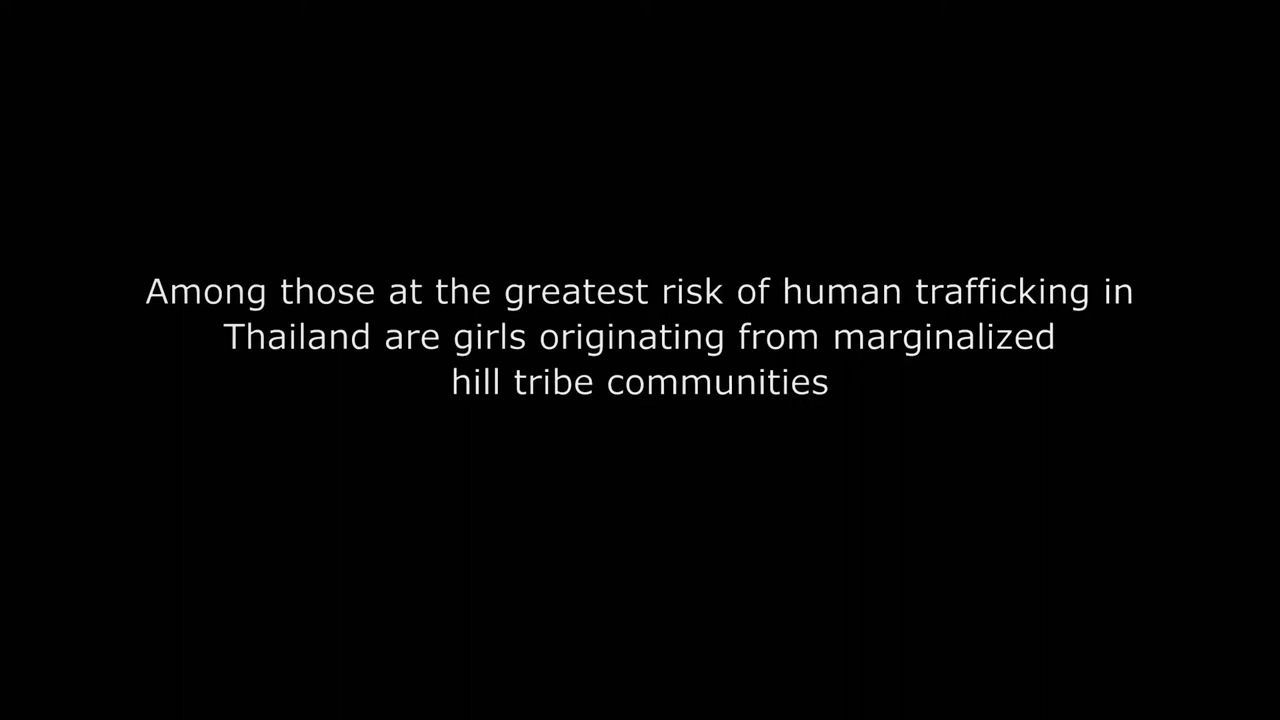 Among those at the greatest risk of human trafficking in
Thailand are girls originating from marginalized
hill tribe communities